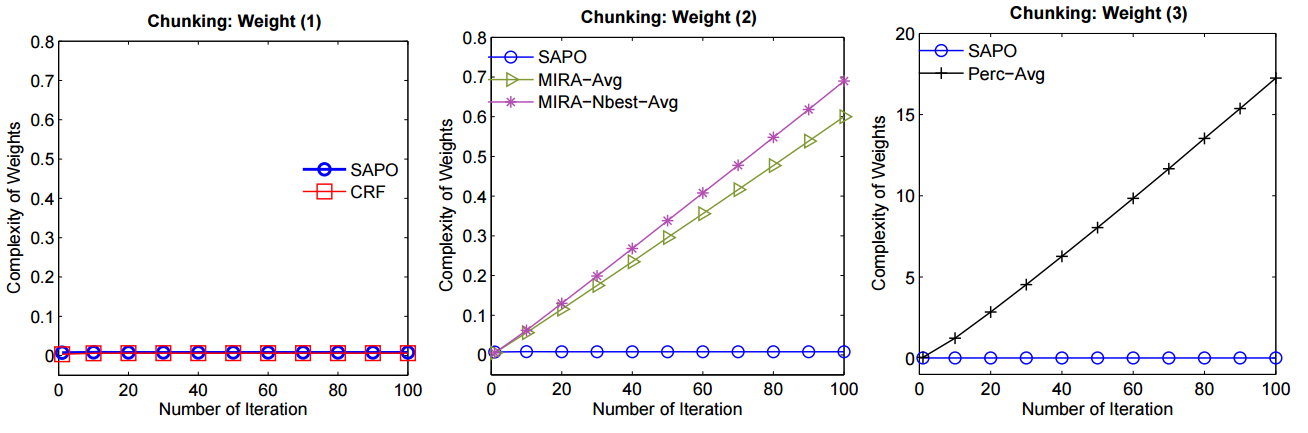 Chunking: Weight (1)
0.8
0.7
0.6
0.5
0.4
0.3
0.2
0.1
0
Complexity of Weights
SAPO
CRF
0 20 40 60 80 100
Number of Iteration
Chunking: Weight (2)
0.8
0.7
0.6
0.5
0.4
0.3
0.2
0.1
0
Complexity of Weights
SAPO
MIRA−Avg
MIRA−Nbest−Avg
0 20 40 60 80 100
Number of Iteration
Chunking: Weight (3)
20
15
10
5
0
Complexity of Weights
SAPO
Perc−Avg
0 20 40 60 80 100
Number of Iteration